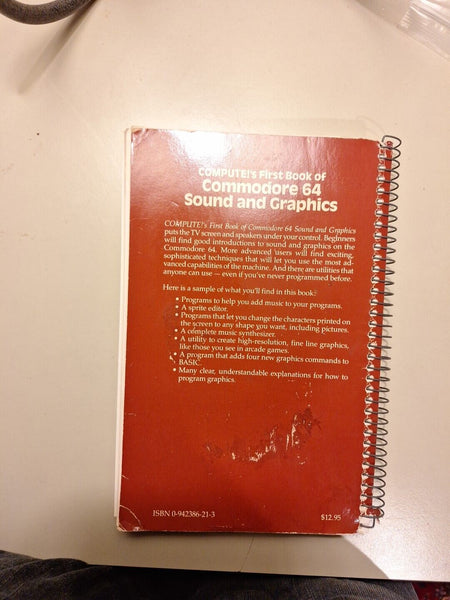 COMPUTE!'s First Book of
Commodore 64
Sound and Graphics
COMPUTE!'s First Book of Commodore 64 Sound and Graphics
puts the TV screen and speakers under your control. Beginners
will find good introductions to sound and graphics on the
Commodore 64. More advanced users will find exciting,
sophisticated techniques that will let you use the most ad-
vanced capabilities of the machine. And there are utilities that
anyone can use — even if you've never programmed before.
Here is a sample of what you'll find in this book:
• Programs to help you add music to your programs.
• A sprite editor.
• Programs that let you change the characters printed on
the screen to any shape you want, including pictures.
• A complete music synthesizer.
• A utility to create high-resolution, fine line graphics,
like those you see in arcade games.
• A program that adds four new graphics commands to
BASIC.
• Many clear, understandable explanations for how to
program graphics.
ISBN 0-942386-21-3
$12.95